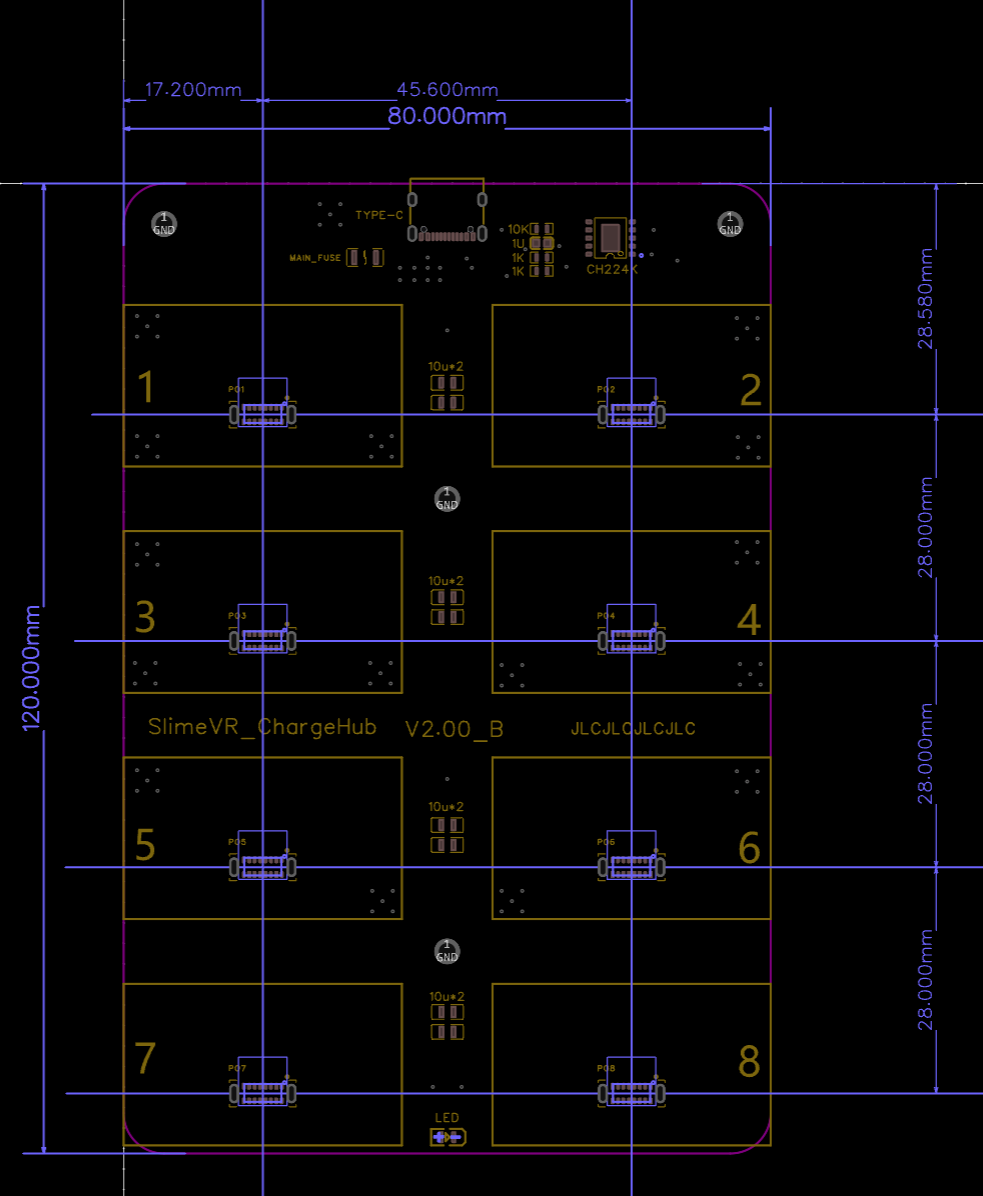 17.200mm
45.600mm
80.000mm
1
GND
TYPE-C
MAIN_FUSE
10K
1U
1K
1K
CH224K
1
GND
28.580mm
1
P01
10u*2
P02
2
1
GND
28.000mm
120.000mm
3
P03
10u*2
P04
4
SlimeVR_ChargeHub
V2.00_B
JLCJLCJLCJLC
28.000mm
5
P05
10u*2
P06
6
1
GND
28.000mm
7
P07
10u*2
P08
8
LED